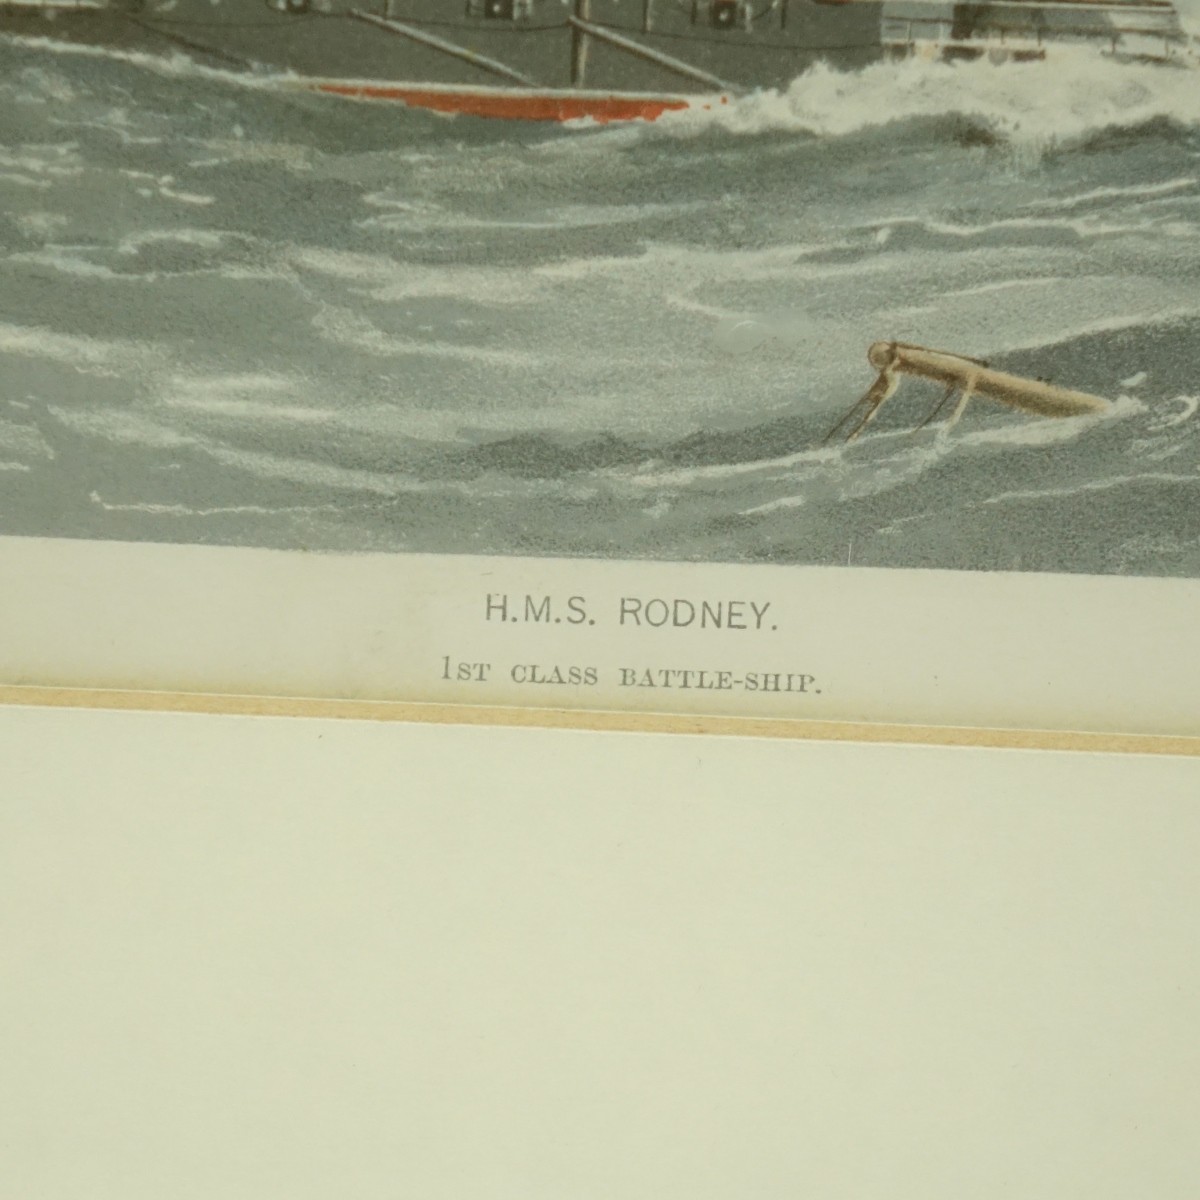 H.M.S. RODNEY.
1ST CLASS BATTLE-SHIP.